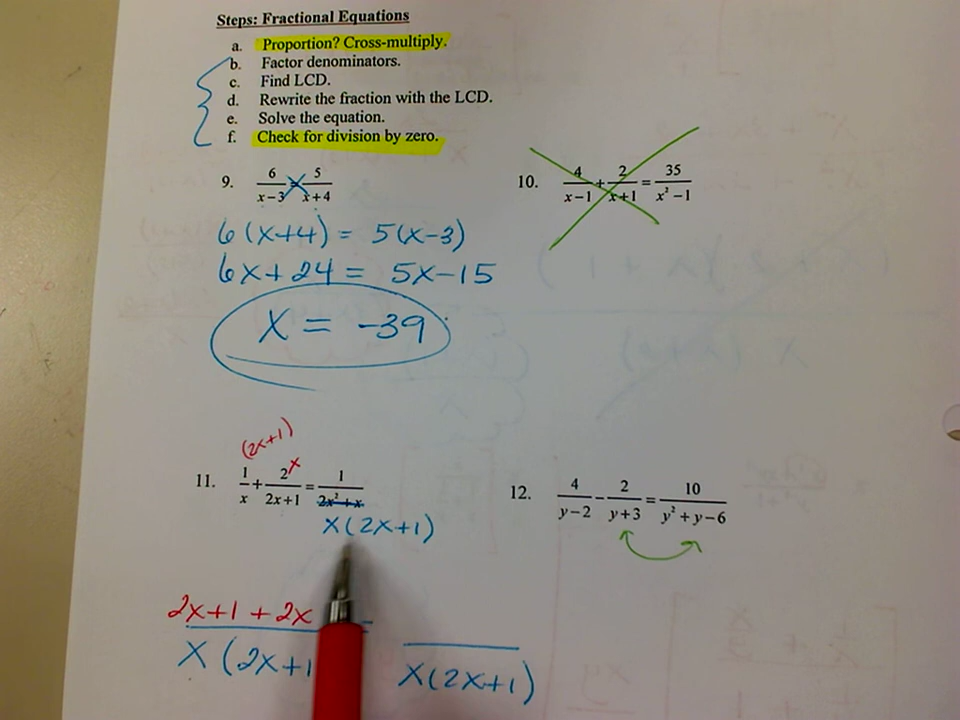 Steps: Fractional Equations
a. Proportion? Cross-multiply.
b. Factor denominators.
c. Find LCD.
d. Rewrite the fraction with the LCD.
e. Solve the equation.
f. Check for division by zero.
9. 6/(x-3) = 5/(x+4)
6(x+4) = 5(x-3)
6x+24 = 5x-15
x = -39
10. 4/(x-1) + 2/(x+1) = 35/(x²-1)
(2x+1) x
11. 1/x + 2/(2x+1) = 1/(2x²+x)
x(2x+1)
2x+1 + 2x
x(2x+1
x(2x+1)
12. 4/(y-2) - 2/(y+3) = 10/(y²+y-6)